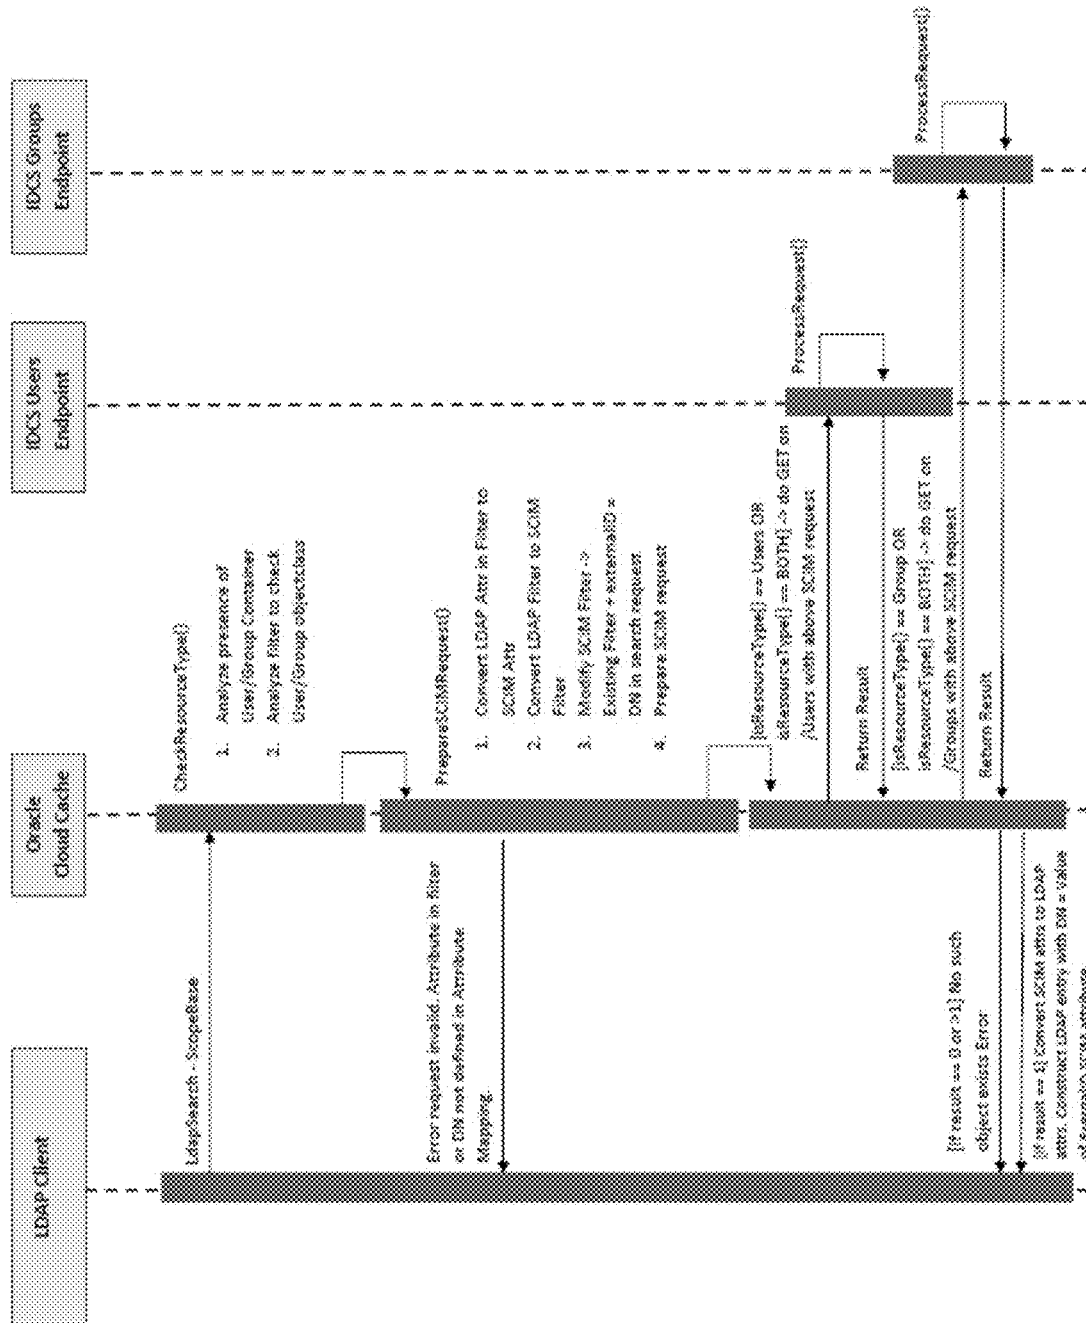 LDAP Client
Oracle
Cloud Cache
IDCS Users
Endpoint
IDCS Groups
Endpoint
LdapSearch - ScopeBase
CheckResourceType()
1. Analyze presence of
User/Group Container
2. Analyze Filter to check
User/Group objectclass
PrepareSCIMRequest()
1. Convert LDAP Attr in Filter to
SCIM Attr
2. Convert LDAP Filter to SCIM
Filter
3. Modify SCIM Filter ->
Existing Filter + externalID =
DN in search request
4. Prepare SCIM request
Error request invalid. Attribute in filter
or DN not defined in Attribute
Mapping.
[isResourceType() == Users OR
isResourceType() == BOTH] -> do GET on
/Users with above SCIM request
ProcessRequest()
Return Result
[isResourceType() == Group OR
isResourceType() == BOTH] -> do GET on
/Groups with above SCIM request
ProcessRequest()
Return Result
[if result == 0 or >1] No such
object exists Error
[if result == 1] Convert SCIM attrs to LDAP
attrs. Construct LDAP entry with DN = value
SCIM attribute